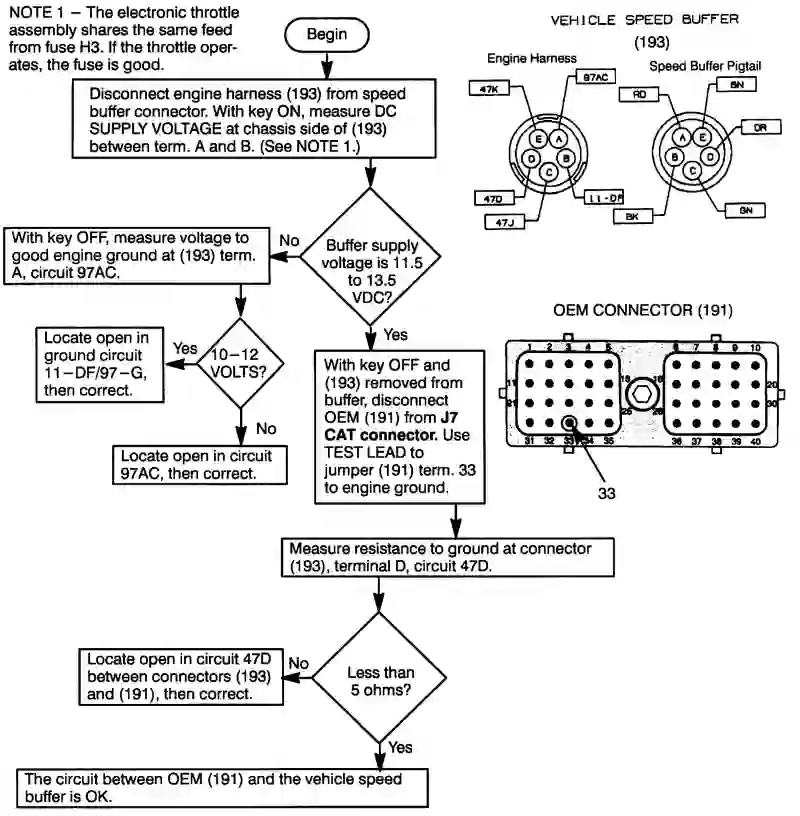 NOTE 1 – The electronic throttle
assembly shares the same feed
from fuse H3. If the throttle oper-
ates, the fuse is good.
Begin
Disconnect engine harness (193) from speed
buffer connector. With key ON, measure DC
SUPPLY VOLTAGE at chassis side of (193)
between term. A and B. (See NOTE 1.)
VEHICLE SPEED BUFFER
(193)
Engine Harness
Speed Buffer Pigtail
47K
97AC
E
A
D
B
C
47D
47J
11-DF
RD
BN
A
E
B
D
C
OR
BK
GN
Buffer supply
voltage is 11.5
to 13.5
VDC?
No
Yes
With key OFF, measure voltage to
good engine ground at (193) term.
A, circuit 97AC.
10–12
VOLTS?
Yes
No
Locate open in
ground circuit
11–DF/97–G,
then correct.
Locate open in circuit
97AC, then correct.
With key OFF and
(193) removed from
buffer, disconnect
OEM (191) from J7
CAT connector. Use
TEST LEAD to
jumper (191) term. 33
to engine ground.
OEM CONNECTOR (191)
1 2 3 4 5
6 7 8 9 10
11
15
16
20
21
25
26
30
31 32 33 34 35
36 37 38 39 40
33
Measure resistance to ground at connector
(193), terminal D, circuit 47D.
Less than
5 ohms?
No
Yes
Locate open in circuit 47D
between connectors (193)
and (191), then correct.
The circuit between OEM (191) and the vehicle speed
buffer is OK.